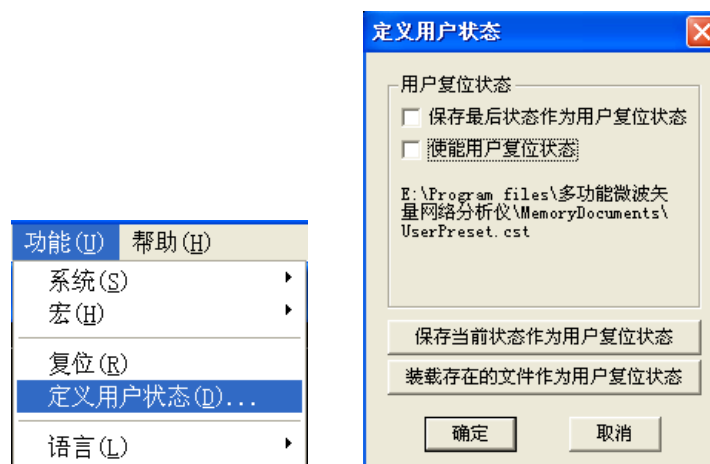 功能(U) 帮助(H)
系统(S)
宏(H)
复位(R)
定义用户状态(D)...
语言(L)
定义用户状态
用户复位状态
保存最后状态作为用户复位状态
使能用户复位状态
E:\Program files\多功能微波矢
量网络分析仪\MemoryDocuments\
UserPreset.cst
保存当前状态作为用户复位状态
装载存在的文件作为用户复位状态
确定
取消